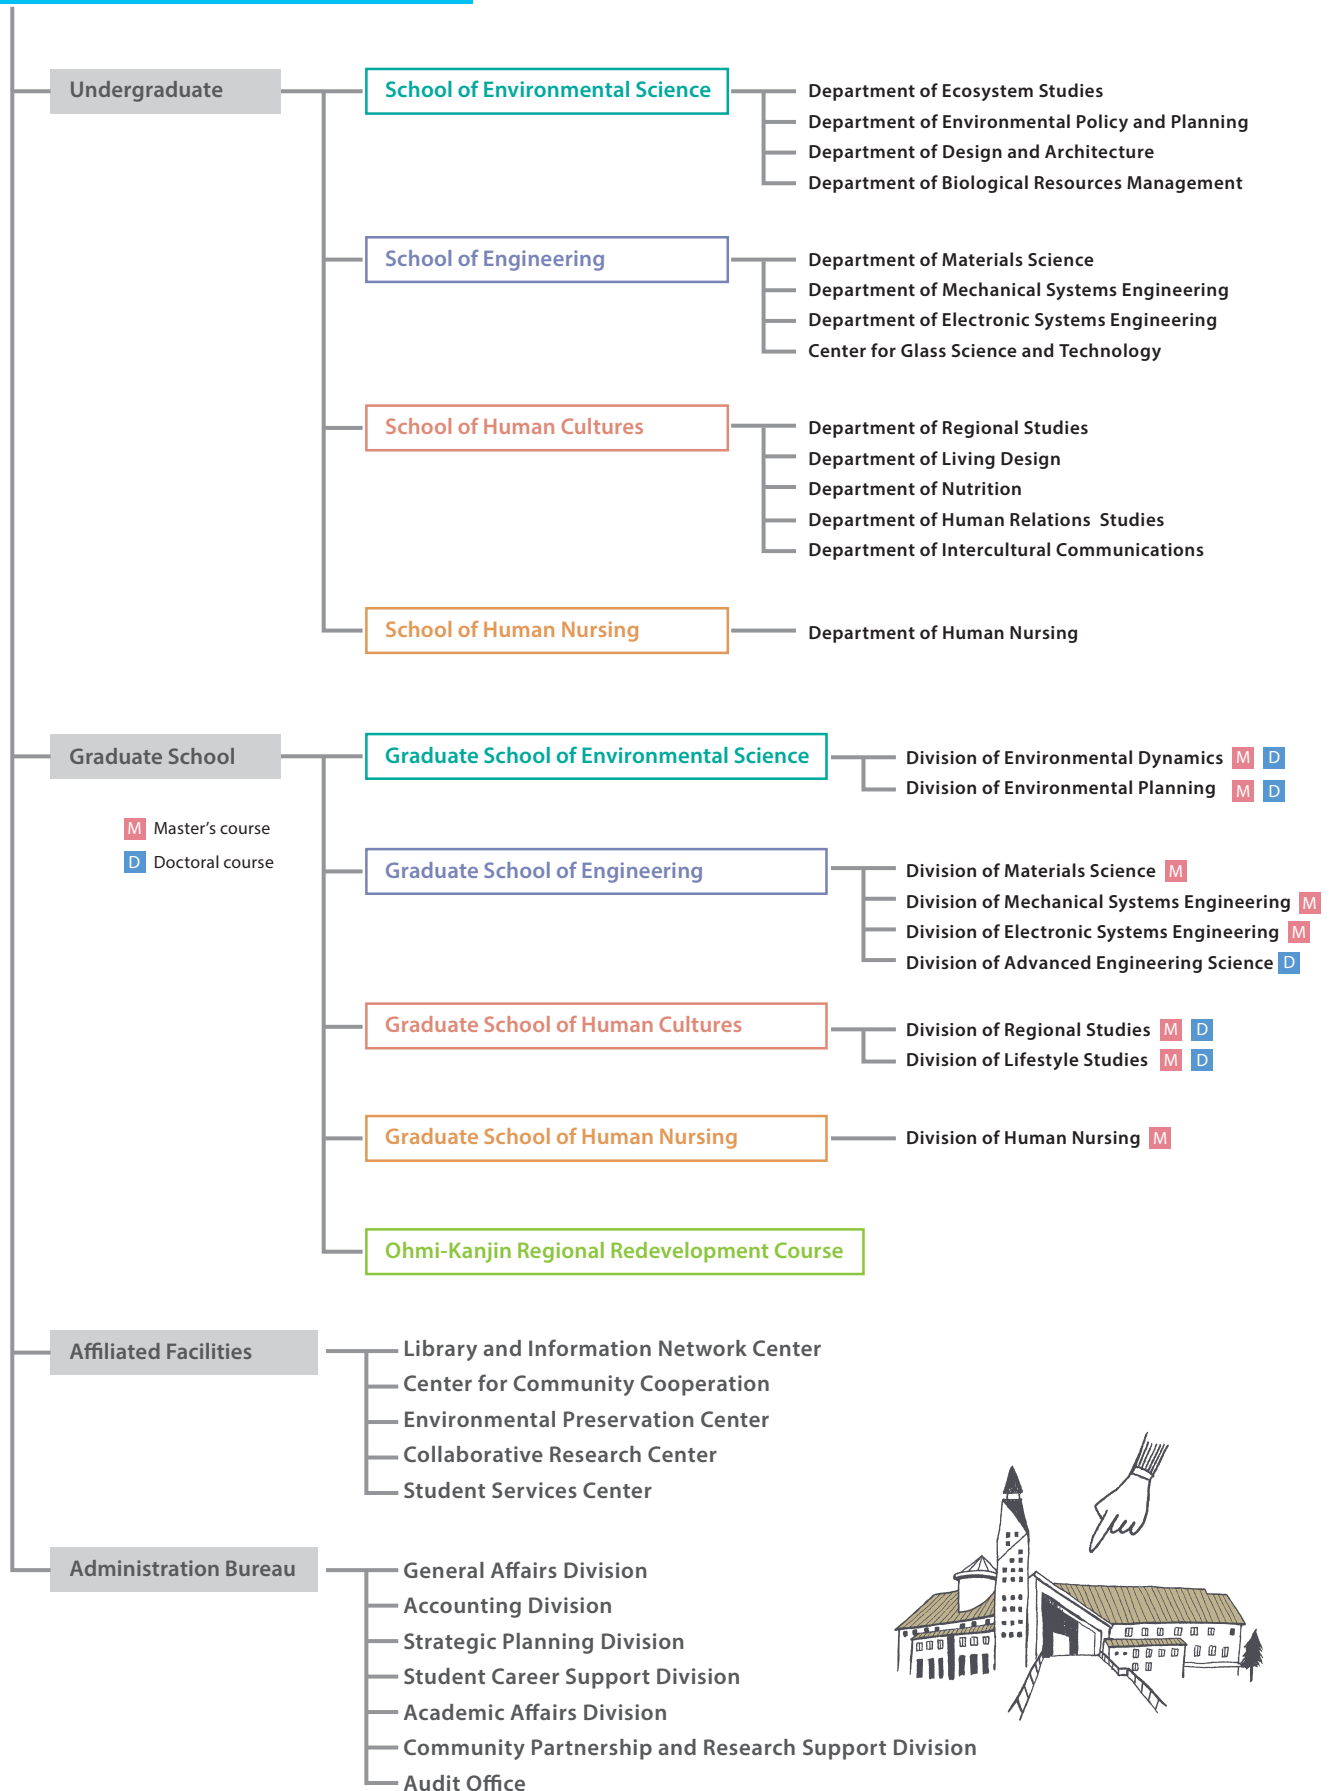 Undergraduate
School of Environmental Science
Department of Ecosystem Studies
Department of Environmental Policy and Planning
Department of Design and Architecture
Department of Biological Resources Management
School of Engineering
Department of Materials Science
Department of Mechanical Systems Engineering
Department of Electronic Systems Engineering
Center for Glass Science and Technology
School of Human Cultures
Department of Regional Studies
Department of Living Design
Department of Nutrition
Department of Human Relations Studies
Department of Intercultural Communications
School of Human Nursing
Department of Human Nursing
Graduate School
M Master's course
D Doctoral course
Graduate School of Environmental Science
Division of Environmental Dynamics M D
Division of Environmental Planning M D
Graduate School of Engineering
Division of Materials Science M
Division of Mechanical Systems Engineering M
Division of Electronic Systems Engineering M
Division of Advanced Engineering Science D
Graduate School of Human Cultures
Division of Regional Studies M D
Division of Lifestyle Studies M D
Graduate School of Human Nursing
Division of Human Nursing M
Ohmi-Kanjin Regional Redevelopment Course
Affiliated Facilities
Library and Information Network Center
Center for Community Cooperation
Environmental Preservation Center
Collaborative Research Center
Student Services Center
Administration Bureau
General Affairs Division
Accounting Division
Strategic Planning Division
Student Career Support Division
Academic Affairs Division
Community Partnership and Research Support Division
Audit Office